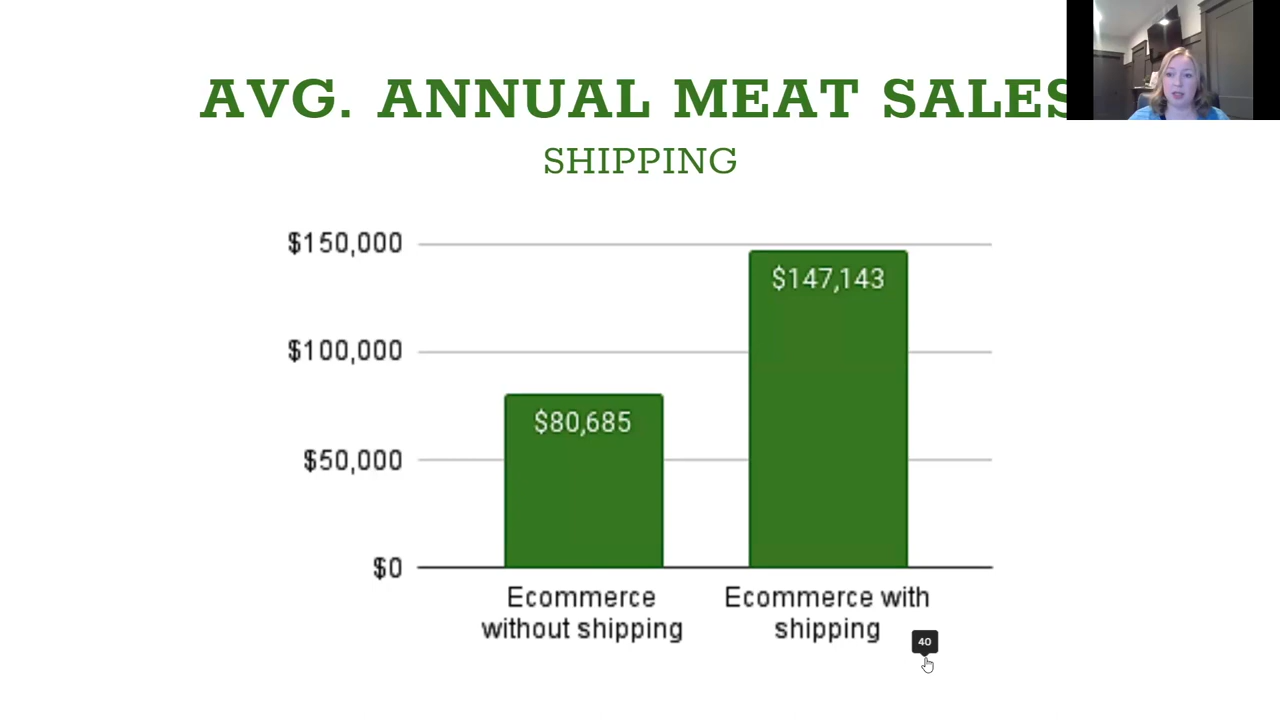 AVG. ANNUAL MEAT SALES
SHIPPING
$150,000
$100,000
$50,000
$0
$80,685
$147,143
Ecommerce
without shipping
Ecommerce with
shipping
40